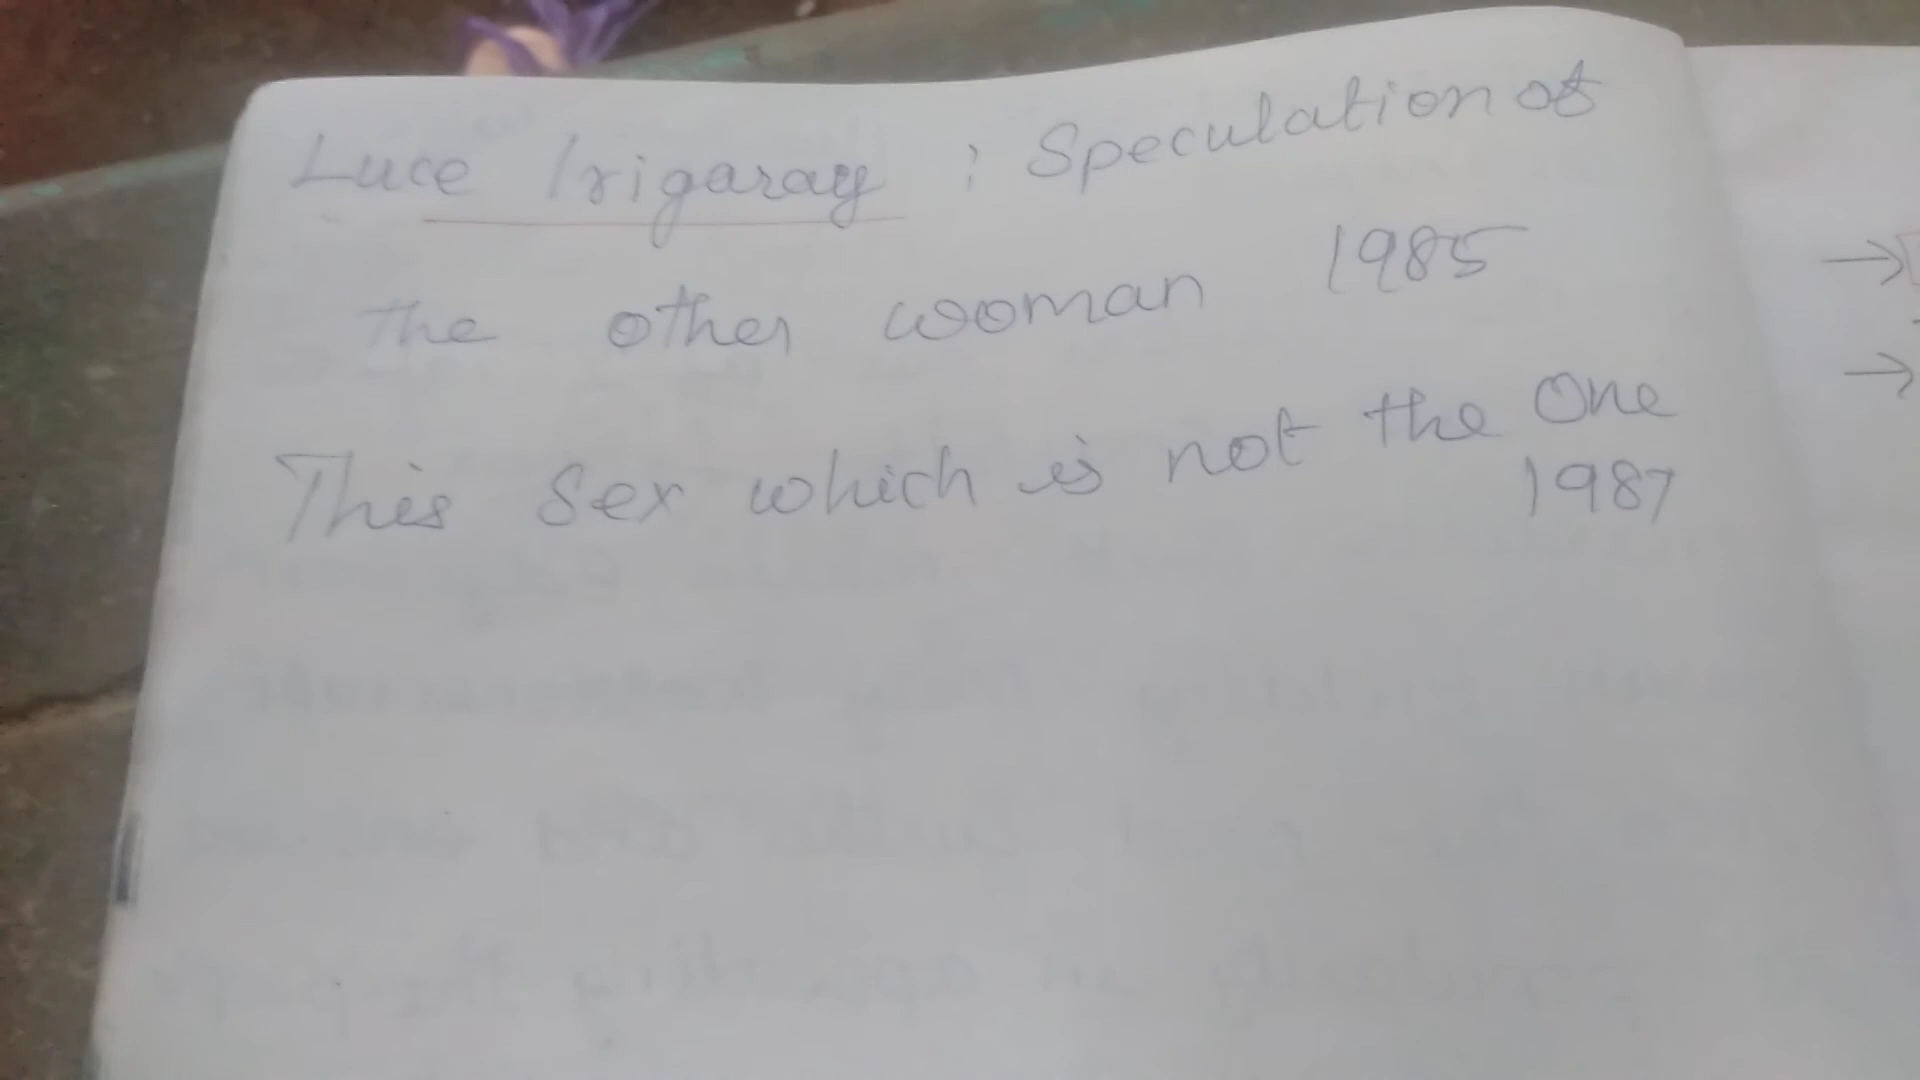 Luce Irigaray : Speculation of
the other woman 1985
This Sex which is not the One
1987